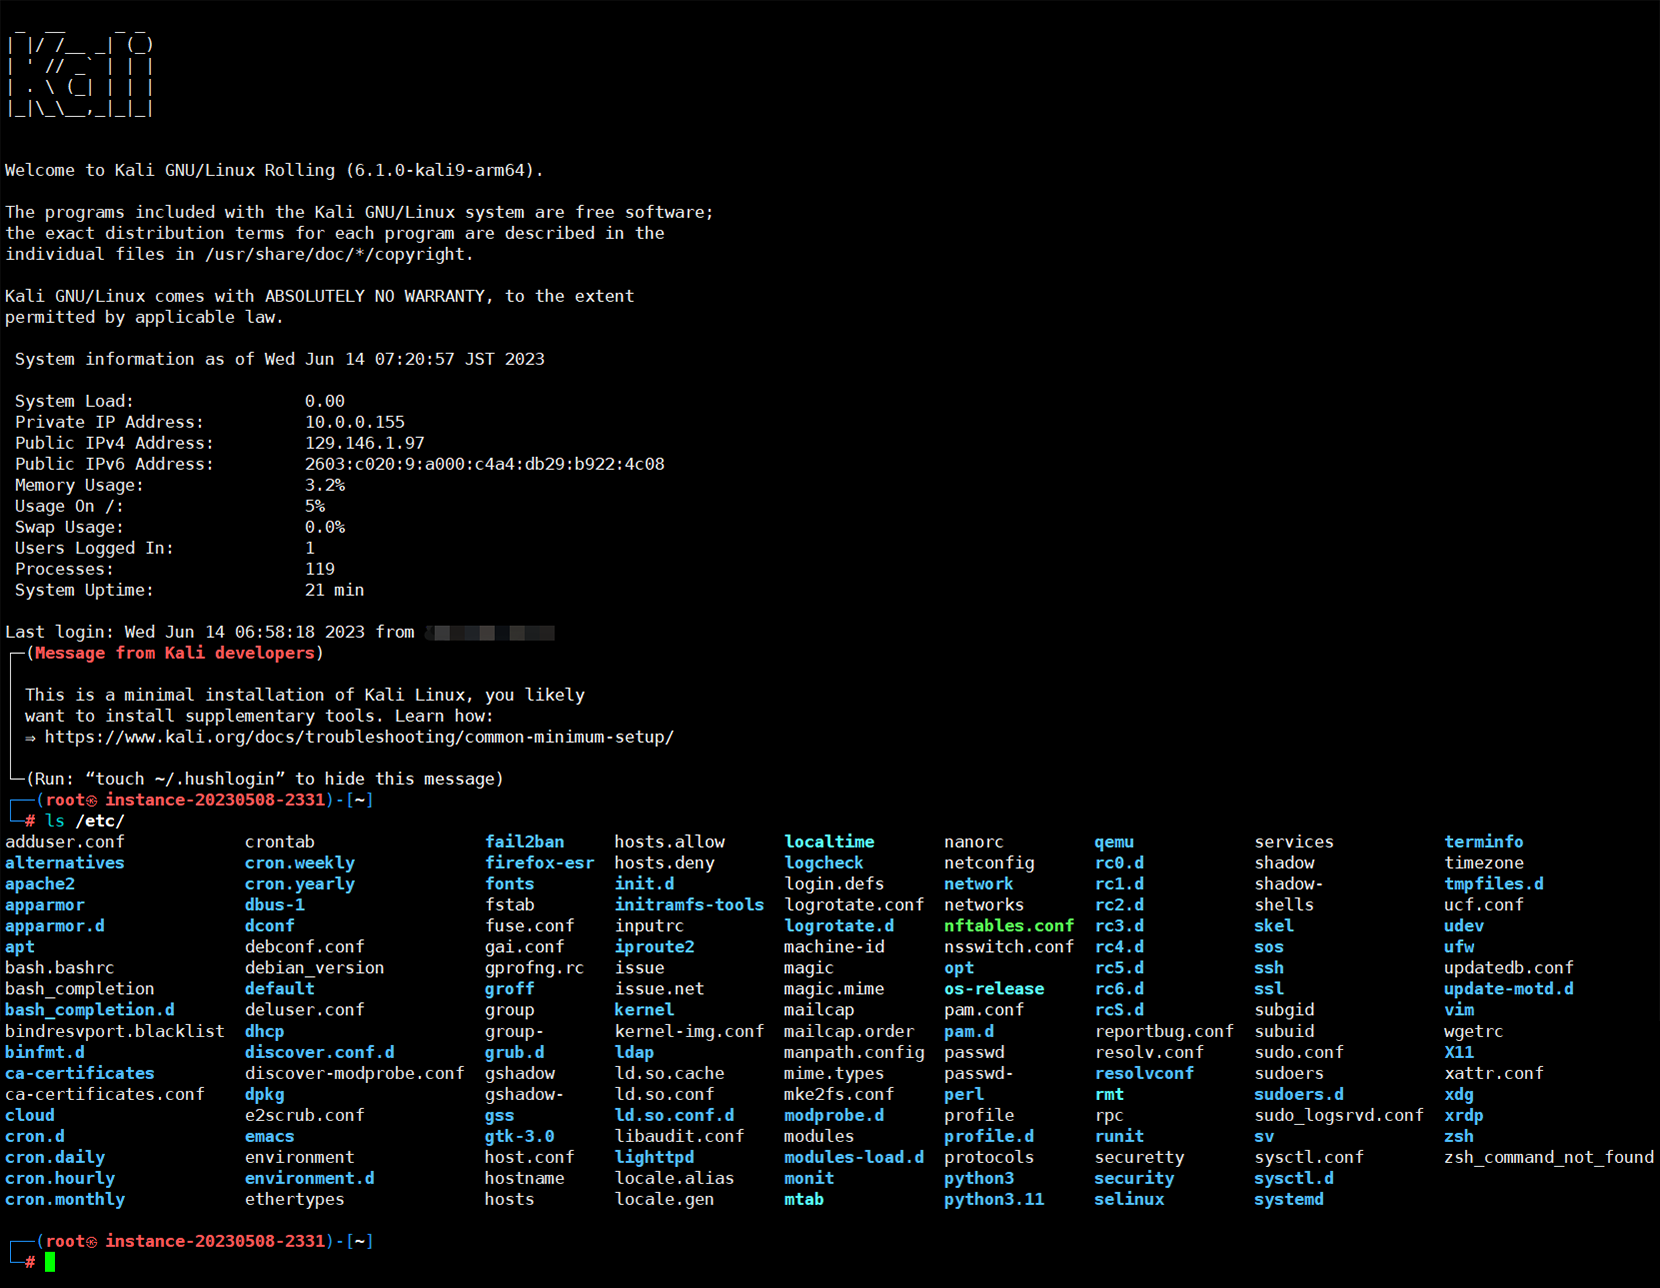 _  __     _ _
| |/ /__ _| (_)
| ' // _` | | |
| . \ (_| | | |
|_|\_\__,_|_|_|
Welcome to Kali GNU/Linux Rolling (6.1.0-kali9-arm64).
The programs included with the Kali GNU/Linux system are free software;
the exact distribution terms for each program are described in the
individual files in /usr/share/doc/*/copyright.
Kali GNU/Linux comes with ABSOLUTELY NO WARRANTY, to the extent
permitted by applicable law.
System information as of Wed Jun 14 07:20:57 JST 2023
System Load: 0.00
Private IP Address: 10.0.0.155
Public IPv4 Address: 129.146.1.97
Public IPv6 Address: 2603:c020:9:a000:c4a4:db29:b922:4c08
Memory Usage: 3.2%
Usage On /: 5%
Swap Usage: 0.0%
Users Logged In: 1
Processes: 119
System Uptime: 21 min
Last login: Wed Jun 14 06:58:18 2023 from
┌─(Message from Kali developers)
│ This is a minimal installation of Kali Linux, you likely
│ want to install supplementary tools. Learn how:
│ ⇒ https://www.kali.org/docs/troubleshooting/common-minimum-setup/
└─(Run: “touch ~/.hushlogin” to hide this message)
┌──(root㉿ instance-20230508-2331)-[~]
└─# ls /etc/
adduser.conf crontab fail2ban hosts.allow localtime nanorc qemu services terminfo
alternatives cron.weekly firefox-esr hosts.deny logcheck netconfig rc0.d shadow timezone
apache2 cron.yearly fonts init.d login.defs network rc1.d shadow- tmpfiles.d
apparmor dbus-1 fstab initramfs-tools logrotate.conf networks rc2.d shells ucf.conf
apparmor.d dconf fuse.conf inputrc logrotate.d nftables.conf rc3.d skel udev
apt debconf.conf gai.conf iproute2 machine-id nsswitch.conf rc4.d sos ufw
bash.bashrc debian_version gprofng.rc issue magic opt rc5.d ssh updatedb.conf
bash_completion default groff issue.net magic.mime os-release rc6.d ssl update-motd.d
bash_completion.d deluser.conf group kernel mailcap pam.conf rcS.d subgid vim
bindresvport.blacklist dhcp group- kernel-img.conf mailcap.order pam.d reportbug.conf subuid wgetrc
binfmt.d discover.conf.d grub.d ldap manpath.config passwd resolv.conf sudo.conf X11
ca-certificates discover-modprobe.conf gshadow ld.so.cache mime.types passwd- resolvconf sudoers xattr.conf
ca-certificates.conf dpkg gshadow- ld.so.conf mke2fs.conf perl rmt sudoers.d xdg
cloud e2scrub.conf gss ld.so.conf.d modprobe.d profile rpc sudo_logsrvd.conf xrdp
cron.d emacs gtk-3.0 libaudit.conf modules profile.d runit sv zsh
cron.daily environment host.conf lighttpd modules-load.d protocols securetty sysctl.conf zsh_command_not_found
cron.hourly environment.d hostname locale.alias monit python3 security sysctl.d
cron.monthly ethertypes hosts locale.gen mtab python3.11 selinux systemd
┌──(root㉿ instance-20230508-2331)-[~]
└─#